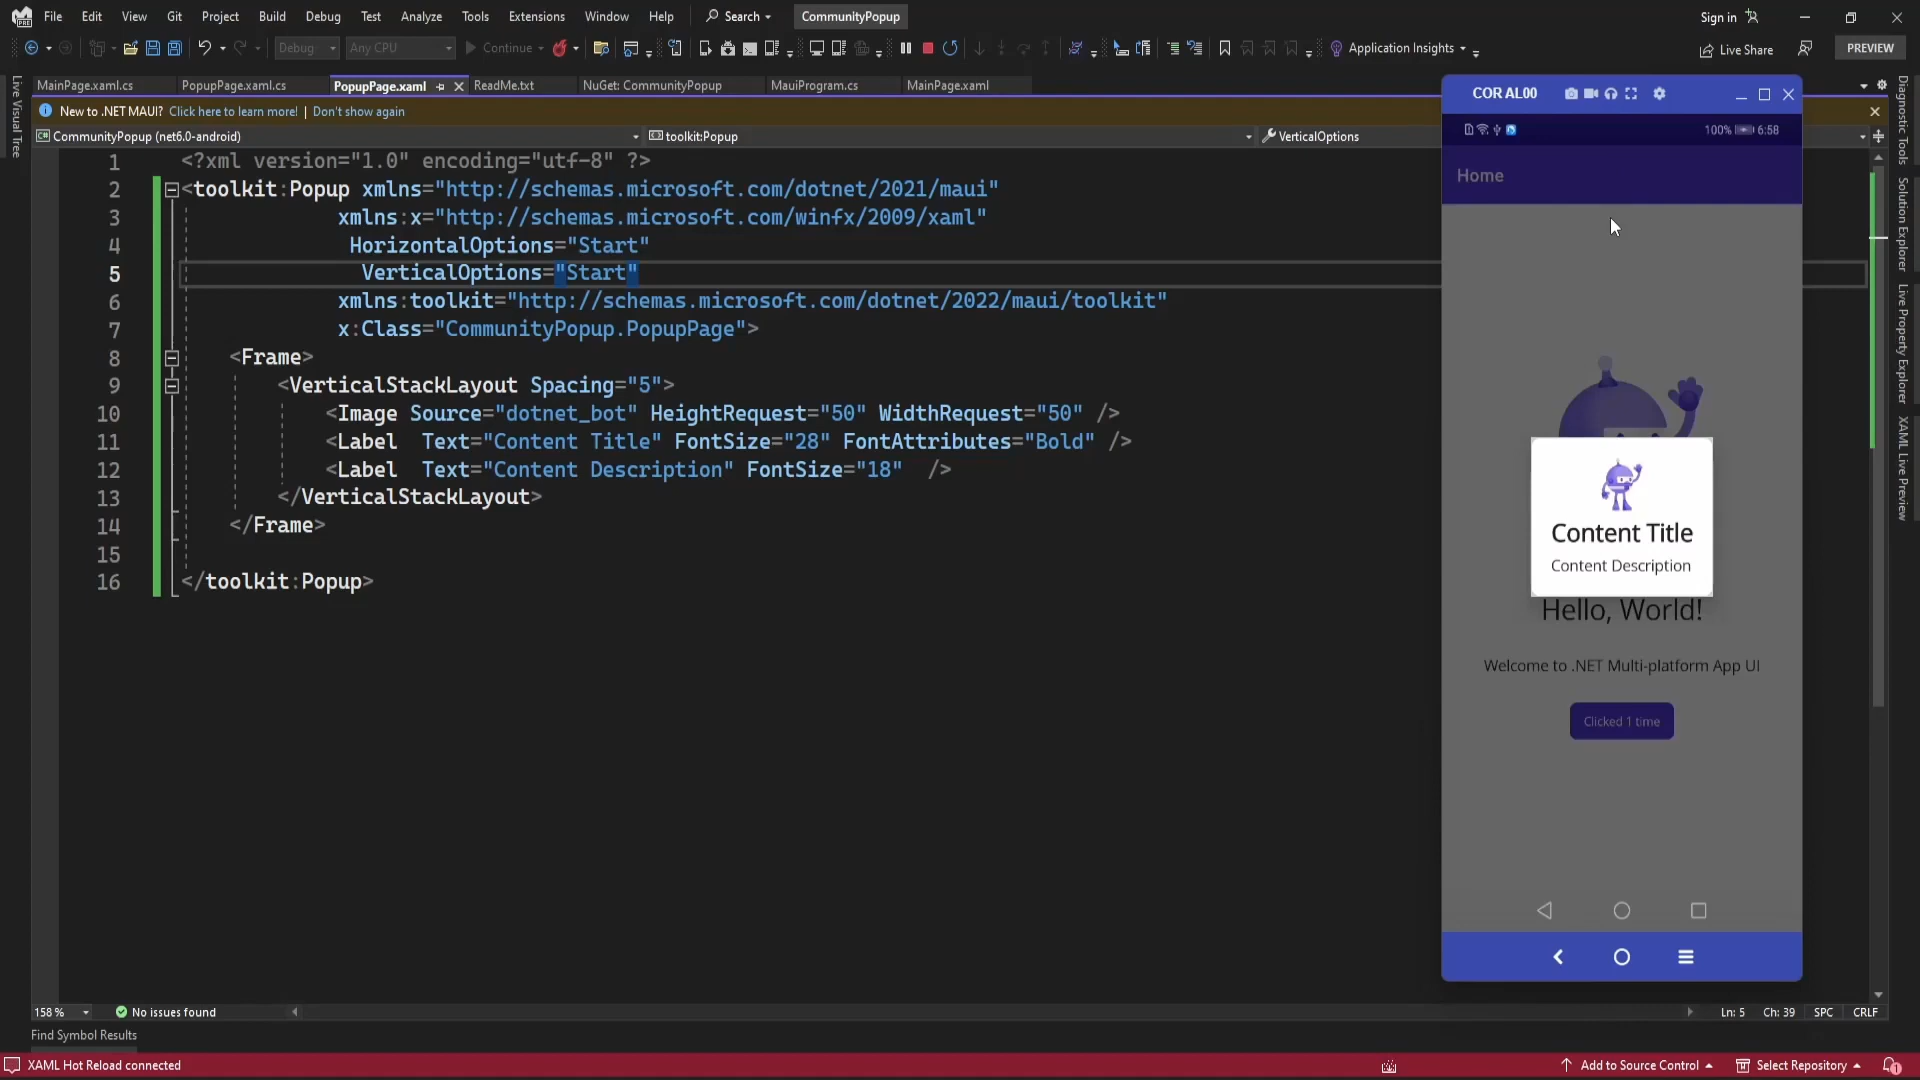 File Edit View Git Project Build Debug Test Analyze Tools Extensions Window Help Search CommunityPopup Sign in
PRE
Debug Any CPU Continue Application Insights Live Share PREVIEW
MainPage.xaml.cs PopupPage.xaml.cs PopupPage.xaml ReadMe.txt NuGet: CommunityPopup MauiProgram.cs MainPage.xaml
New to .NET MAUI? Click here to learn more! | Don't show again
CommunityPopup (net6.0-android) toolkit:Popup VerticalOptions
Live Visual Tree
1 <?xml version="1.0" encoding="utf-8" ?>
2 <toolkit:Popup xmlns="http://schemas.microsoft.com/dotnet/2021/maui"
3 xmlns:x="http://schemas.microsoft.com/winfx/2009/xaml"
4 HorizontalOptions="Start"
5 VerticalOptions="Start"
6 xmlns:toolkit="http://schemas.microsoft.com/dotnet/2022/maui/toolkit"
7 x:Class="CommunityPopup.PopupPage">
8 <Frame>
9 <VerticalStackLayout Spacing="5">
10 <Image Source="dotnet_bot" HeightRequest="50" WidthRequest="50" />
11 <Label Text="Content Title" FontSize="28" FontAttributes="Bold" />
12 <Label Text="Content Description" FontSize="18" />
13 </VerticalStackLayout>
14 </Frame>
15
16 </toolkit:Popup>
COR AL00
100% 6:58
Home
Content Title
Content Description
Hello, World!
Welcome to .NET Multi-platform App UI
Clicked 1 time
Diagnostic Tools
Solution Explorer
Live Property Explorer
XAML Live Preview
158 % No issues found Ln: 5 Ch: 39 SPC CRLF
Find Symbol Results
XAML Hot Reload connected Add to Source Control Select Repository 1